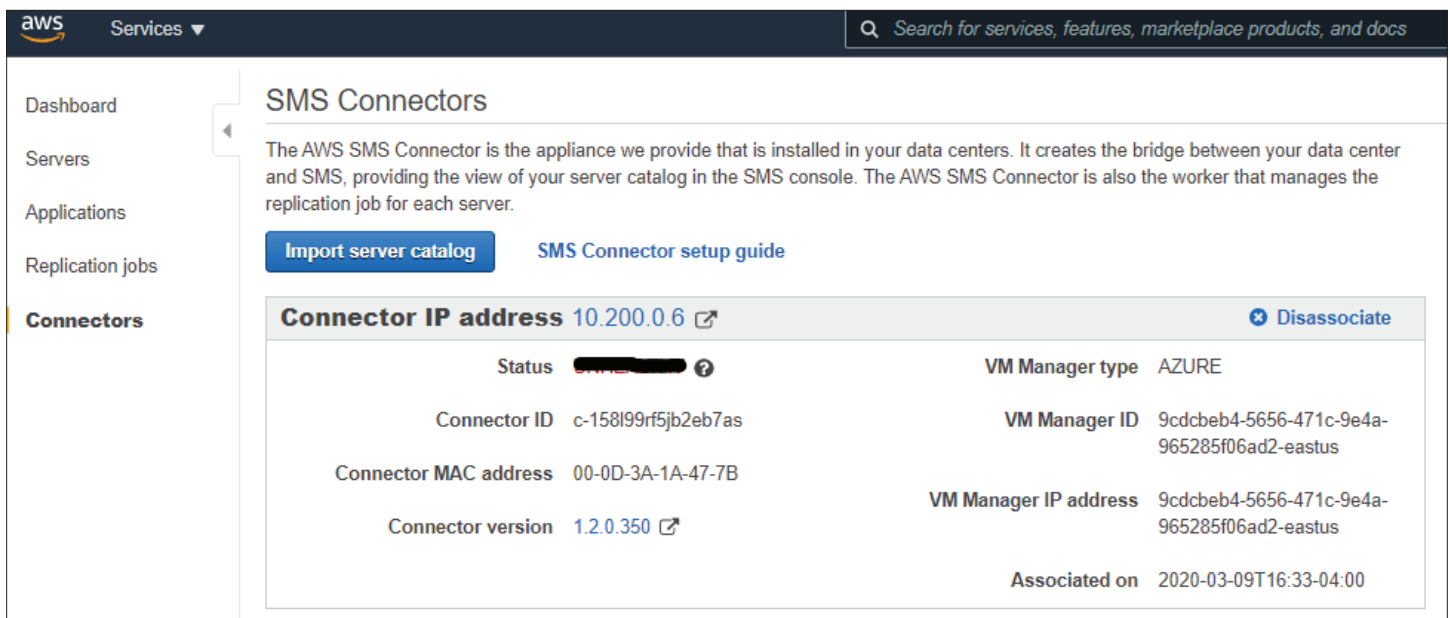 aws
Services ▼
Search for services, features, marketplace products, and docs
Dashboard
Servers
Applications
Replication jobs
Connectors
SMS Connectors
The AWS SMS Connector is the appliance we provide that is installed in your data centers. It creates the bridge between your data center
and SMS, providing the view of your server catalog in the SMS console. The AWS SMS Connector is also the worker that manages the
replication job for each server.
Import server catalog
SMS Connector setup guide
Connector IP address 10.200.0.6
Disassociate
Status
Connector ID c-158l99rf5jb2eb7as
Connector MAC address 00-0D-3A-1A-47-7B
Connector version 1.2.0.350
VM Manager type AZURE
VM Manager ID 9cdcbeb4-5656-471c-9e4a-
965285f06ad2-eastus
VM Manager IP address 9cdcbeb4-5656-471c-9e4a-
965285f06ad2-eastus
Associated on 2020-03-09T16:33-04:00